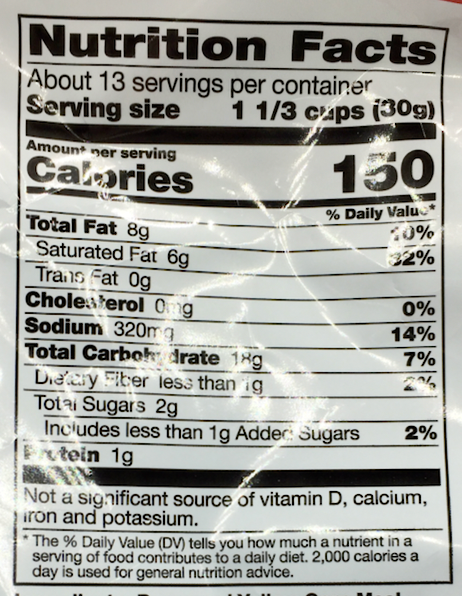 Nutrition Facts
About 13 servings per container
Serving size 1 1/3 cups (30g)
Amount per serving
Calories 150
% Daily Value*
Total Fat 8g 10%
Saturated Fat 6g 32%
Trans Fat 0g
Cholesterol 0mg 0%
Sodium 320mg 14%
Total Carbohydrate 18g 7%
Dietary Fiber less than 1g 2%
Total Sugars 2g
Includes less than 1g Added Sugars 2%
Protein 1g
Not a significant source of vitamin D, calcium,
iron and potassium.
* The % Daily Value (DV) tells you how much a nutrient in a
serving of food contributes to a daily diet. 2,000 calories a
day is used for general nutrition advice.